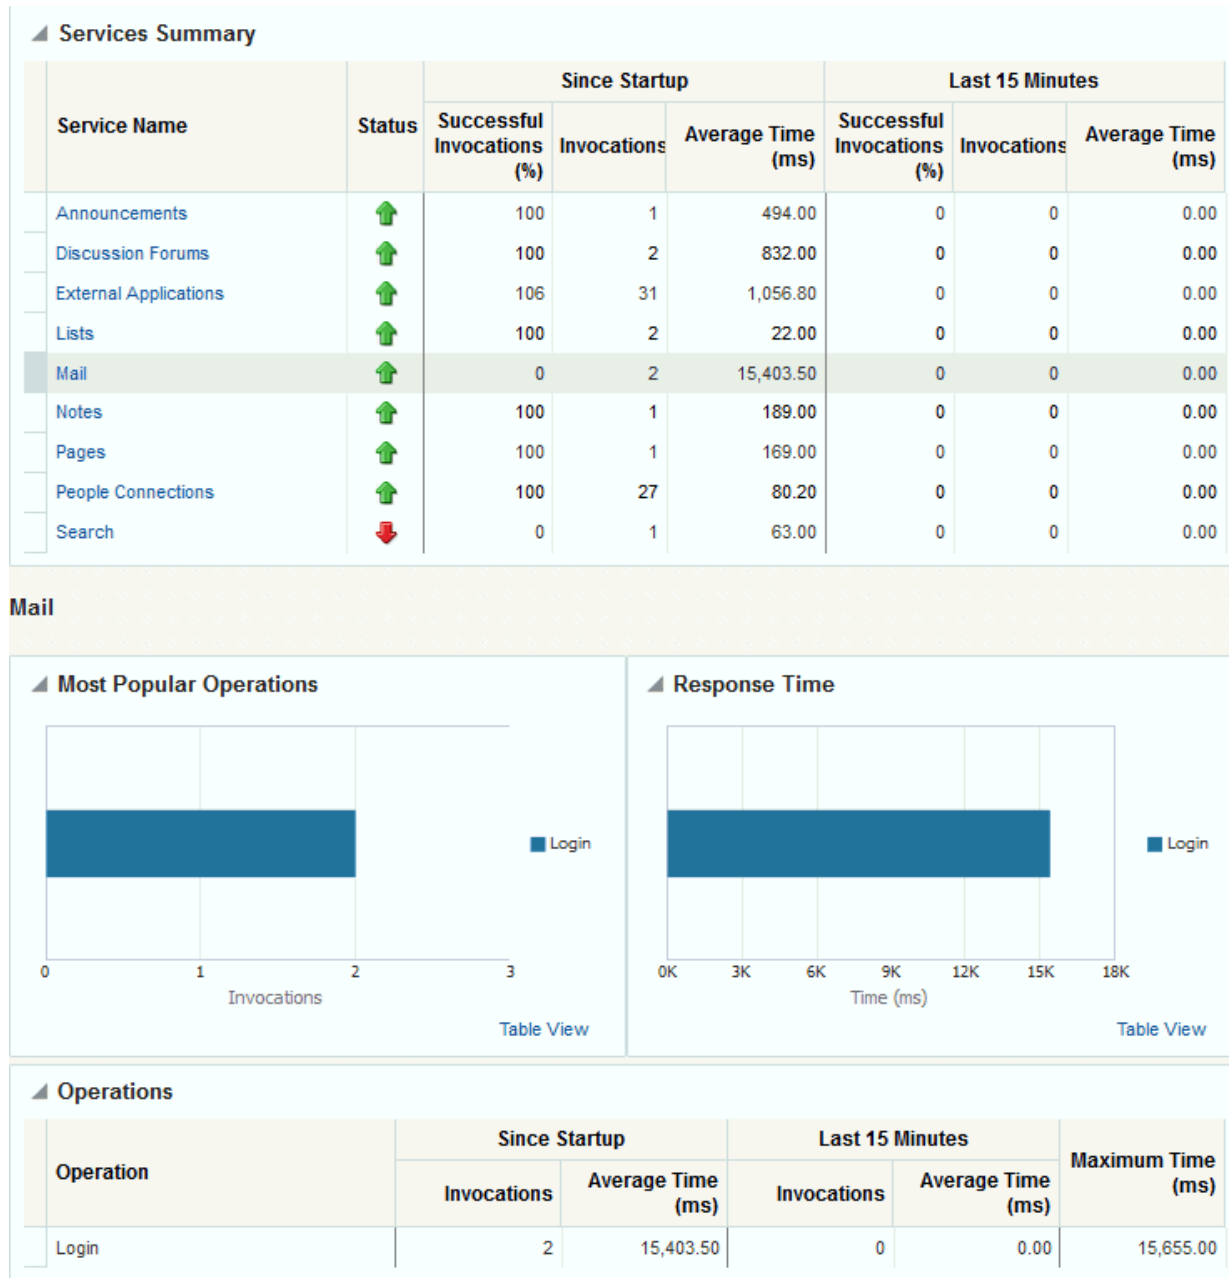 Services Summary
Since Startup Last 15 Minutes
Service Name Status Successful Invocations (%) Invocations Average Time (ms) Successful Invocations (%) Invocations Average Time (ms)
Announcements 100 1 494.00 0 0 0.00
Discussion Forums 100 2 832.00 0 0 0.00
External Applications 106 31 1,056.80 0 0 0.00
Lists 100 2 22.00 0 0 0.00
Mail 0 2 15,403.50 0 0 0.00
Notes 100 1 189.00 0 0 0.00
Pages 100 1 169.00 0 0 0.00
People Connections 100 27 80.20 0 0 0.00
Search 0 1 63.00 0 0 0.00
Mail
Most Popular Operations
Login
0 1 2 3
Invocations
Table View
Response Time
Login
0K 3K 6K 9K 12K 15K 18K
Time (ms)
Table View
Operations
Since Startup Last 15 Minutes
Operation Invocations Average Time (ms) Invocations Average Time (ms) Maximum Time (ms)
Login 2 15,403.50 0 0.00 15,655.00